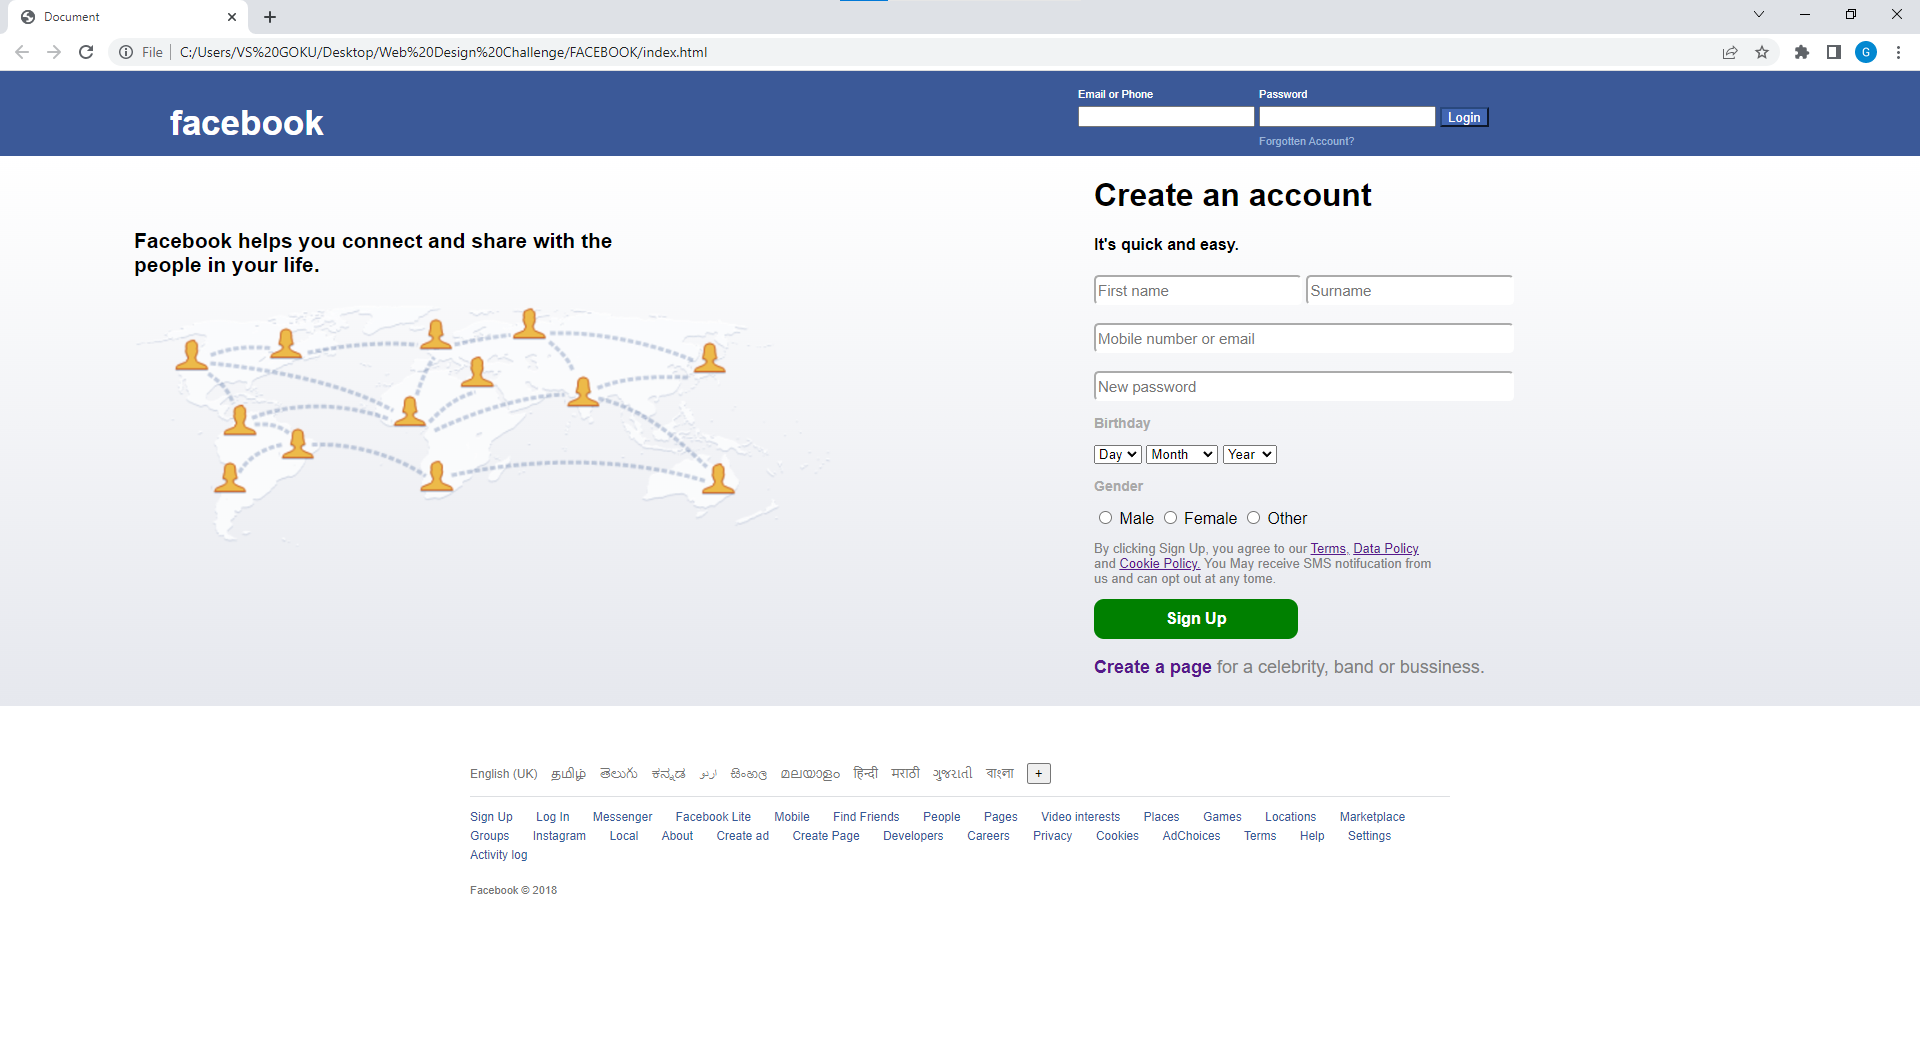 Document
File C:/Users/VS%20GOKU/Desktop/Web%20Design%20Challenge/FACEBOOK/index.html
G
facebook
Email or Phone Password
Login
Forgotten Account?
Facebook helps you connect and share with the
people in your life.
Create an account
It's quick and easy.
First name Surname
Mobile number or email
New password
Birthday
Day Month Year
Gender
Male Female Other
By clicking Sign Up, you agree to our Terms, Data Policy
and Cookie Policy. You May receive SMS notifucation from
us and can opt out at any tome.
Sign Up
Create a page for a celebrity, band or bussiness.
English (UK) தமிழ் తెలుగు ಕನ್ನಡ اردو සිංහල മലയാളം हिन्दी मराठी ગુજરાતી বাংলা +
Sign Up Log In Messenger Facebook Lite Mobile Find Friends People Pages Video interests Places Games Locations Marketplace
Groups Instagram Local About Create ad Create Page Developers Careers Privacy Cookies AdChoices Terms Help Settings
Activity log
Facebook © 2018